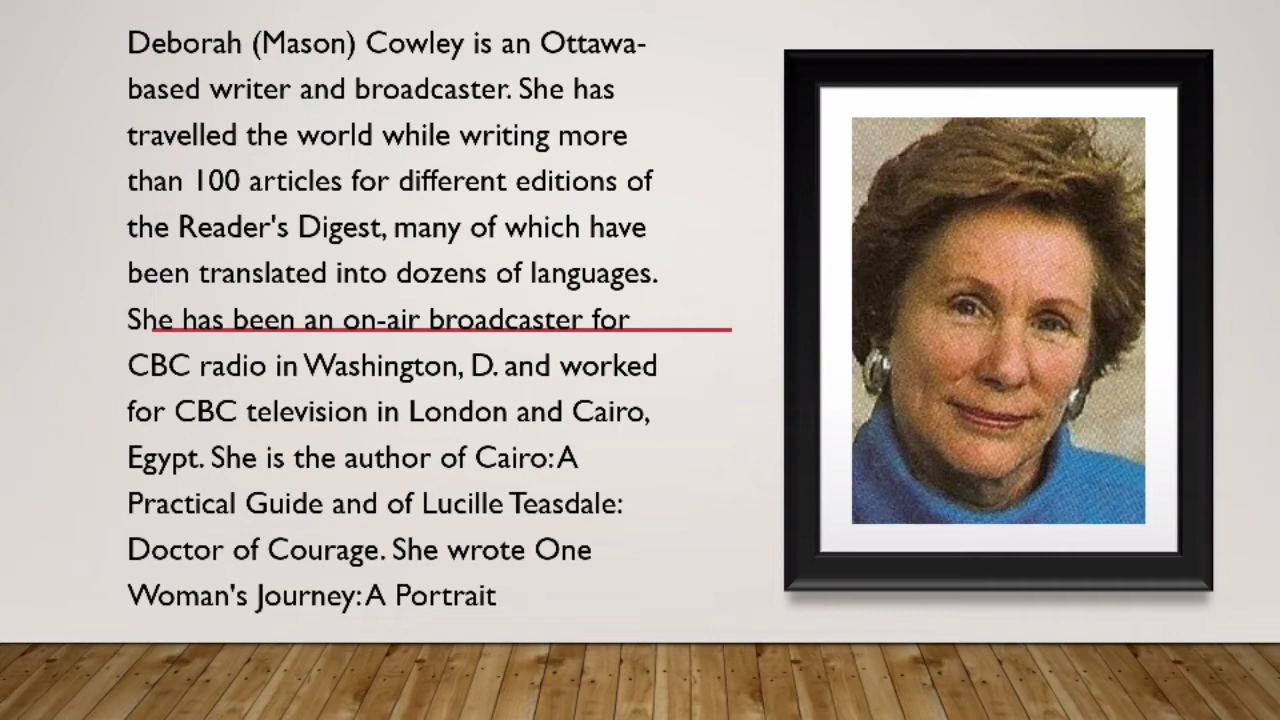 Deborah (Mason) Cowley is an Ottawa-
based writer and broadcaster. She has
travelled the world while writing more
than 100 articles for different editions of
the Reader's Digest, many of which have
been translated into dozens of languages.
She has been an on-air broadcaster for
CBC radio in Washington, D. and worked
for CBC television in London and Cairo,
Egypt. She is the author of Cairo: A
Practical Guide and of Lucille Teasdale:
Doctor of Courage. She wrote One
Woman's Journey: A Portrait